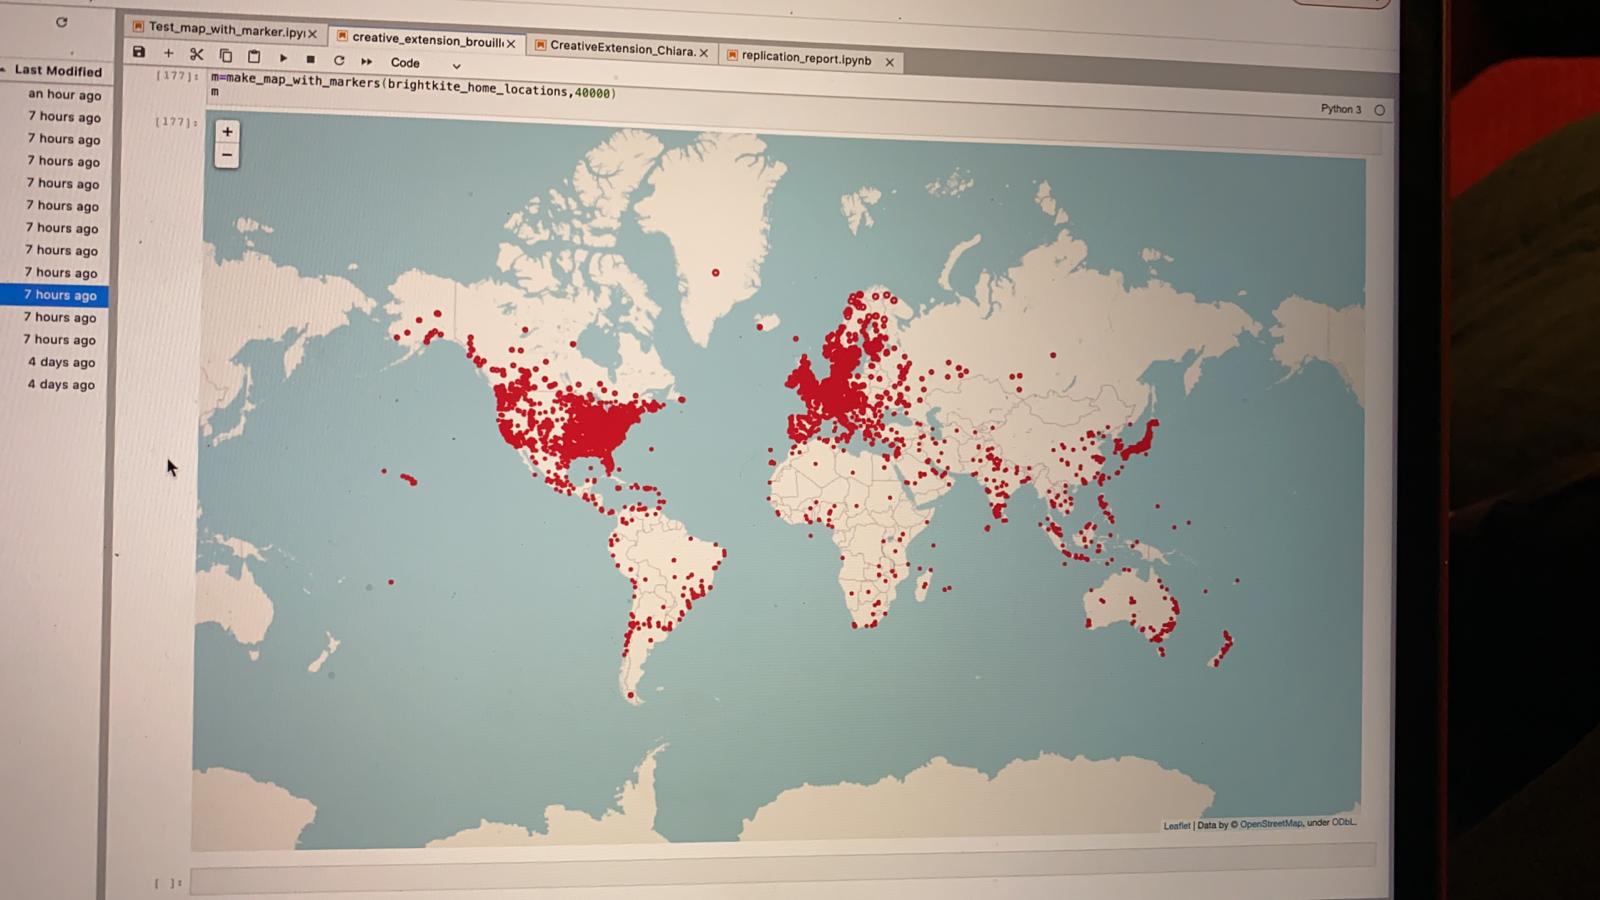 Test_map_with_marker.ipyi
creative_extension_brouill
CreativeExtension_Chiara.
replication_report.ipynb
Code
Python 3
Last Modified
an hour ago
7 hours ago
7 hours ago
7 hours ago
7 hours ago
7 hours ago
7 hours ago
7 hours ago
7 hours ago
7 hours ago
7 hours ago
7 hours ago
4 days ago
4 days ago
[177]:
m=make_map_with_markers(brightkite_home_locations,40000)
m
[177]:
+
−
Leaflet | Data by © OpenStreetMap, under ODbL.
[ ]: